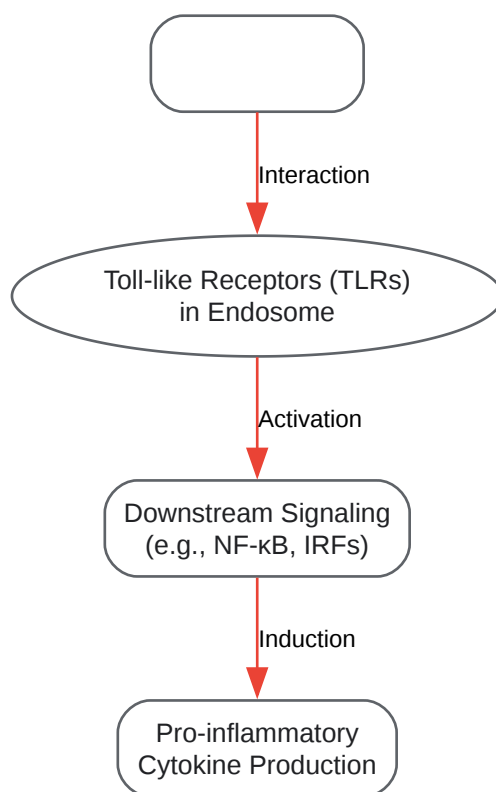 Interaction
Toll-like Receptors (TLRs)
in Endosome
Activation
Downstream Signaling
(e.g., NF-κB, IRFs)
Induction
Pro-inflammatory
Cytokine Production